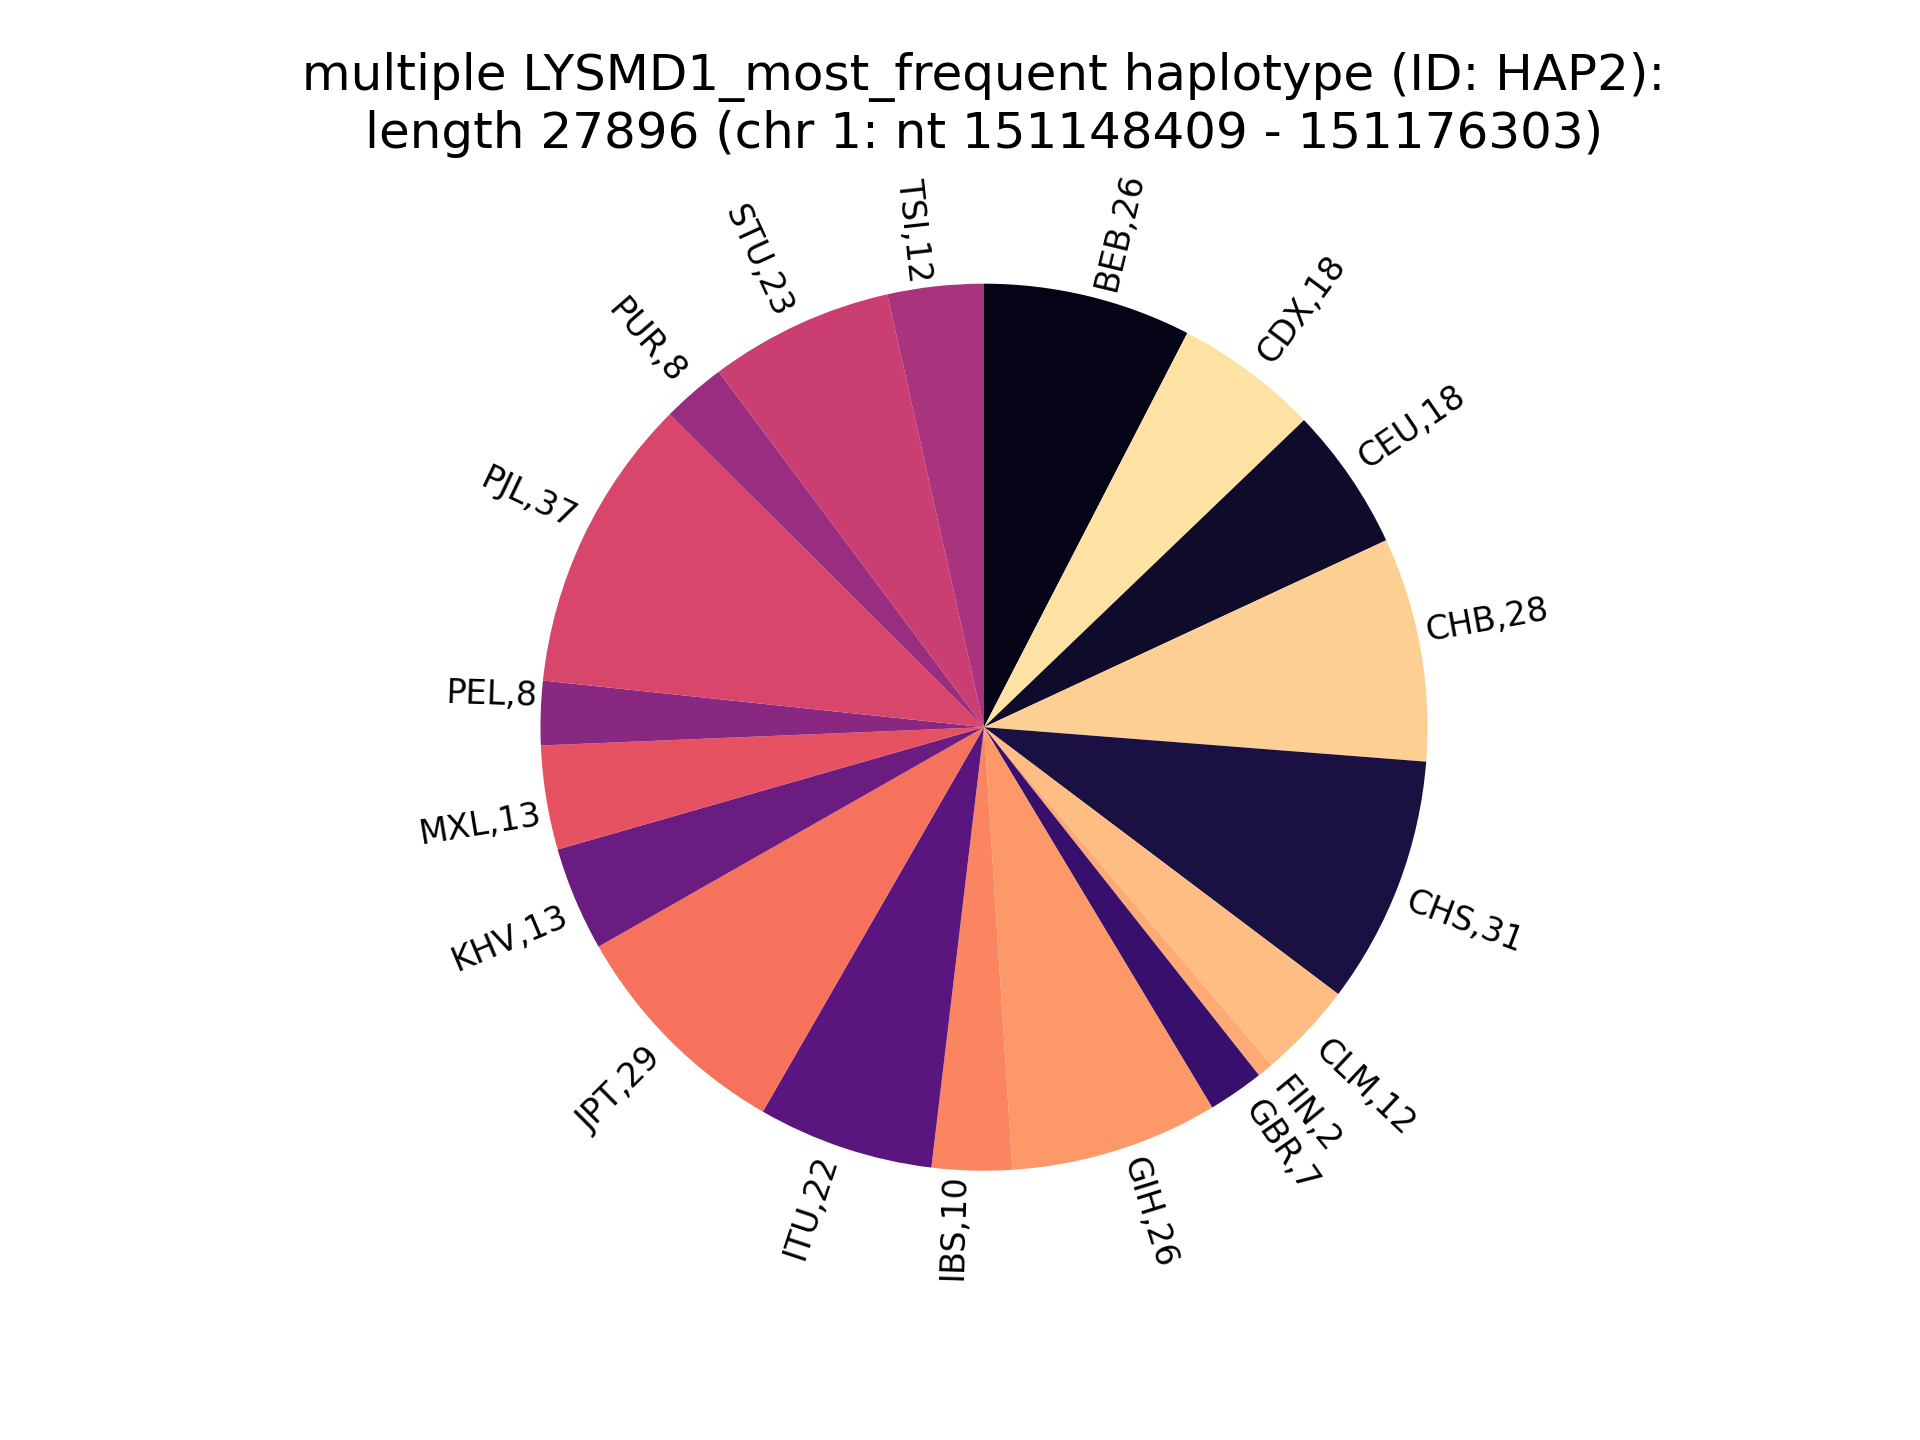 multiple LYSMD1_most_frequent haplotype (ID: HAP2):
length 27896 (chr 1: nt 151148409 - 151176303)
BEB,26
CDX,18
CEU,18
CHB,28
CHS,31
CLM,12
FIN,2
GBR,7
GIH,26
IBS,10
ITU,22
JPT,29
KHV,13
MXL,13
PEL,8
PJL,37
PUR,8
STU,23
TSI,12